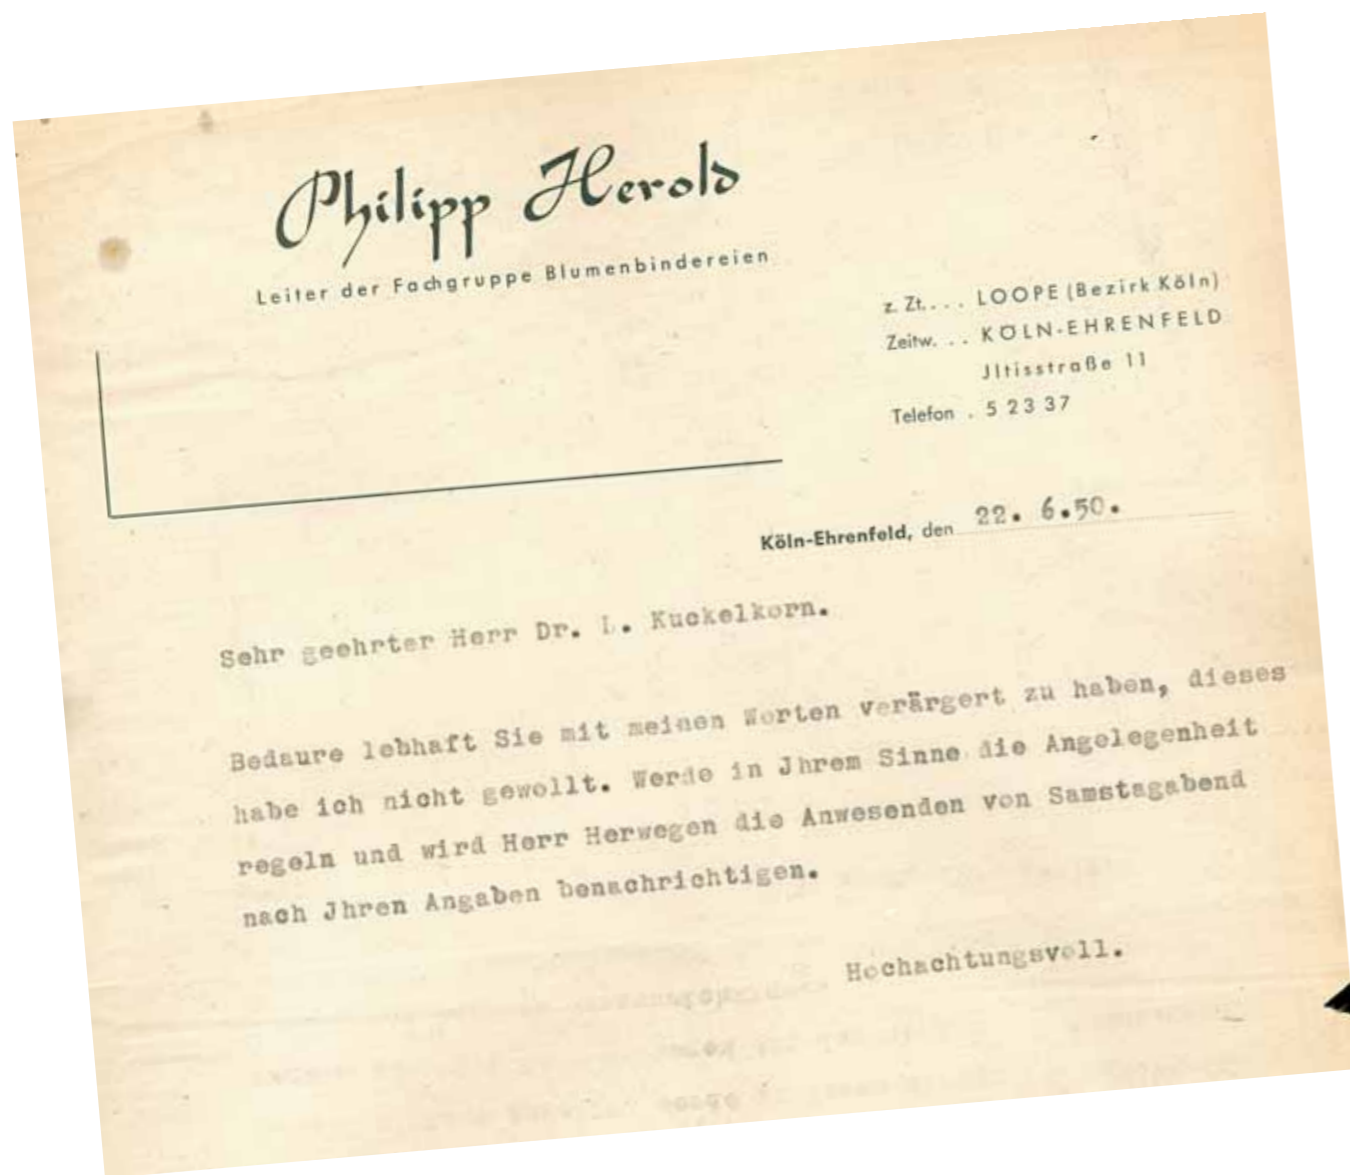 Philipp Herold
Leiter der Fachgruppe Blumenbindereien
z. Zt. . . . LOOPE (Bezirk Köln)
Zeitw. . . KÖLN-EHRENFELD
Jltisstraße 11
Telefon . 5 23 37
Köln-Ehrenfeld, den 22. 6.50.
Sehr geehrter Herr Dr. L. Kuckelkorn.
Bedaure lebhaft Sie mit meinen Worten verärgert zu haben, dieses
habe ich nicht gewollt. Werde in Jhrem Sinne die Angelegenheit
regeln und wird Herr Herwegen die Anwesenden von Samstagabend
nach Jhren Angaben benachrichtigen.
Hochachtungsvoll.